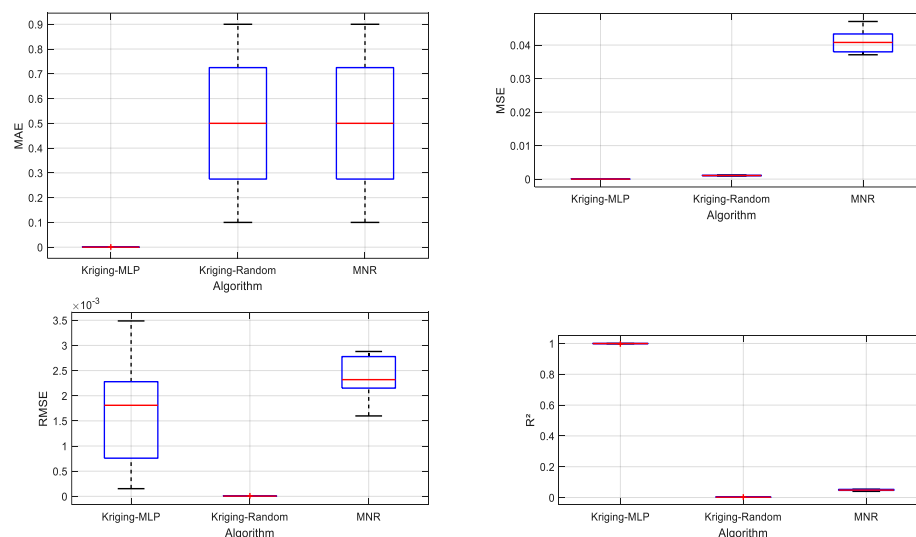 0.9
0.8
0.7
0.6
0.5
0.4
0.3
0.2
0.1
0
MAE
Kriging-MLP Kriging-Random MNR
Algorithm
0.04
0.03
0.02
0.01
0
MSE
Kriging-MLP Kriging-Random MNR
Algorithm
×10⁻³
3.5
3
2.5
2
1.5
1
0.5
0
RMSE
Kriging-MLP Kriging-Random MNR
Algorithm
1
0.8
0.6
0.4
0.2
0
R²
Kriging-MLP Kriging-Random MNR
Algorithm